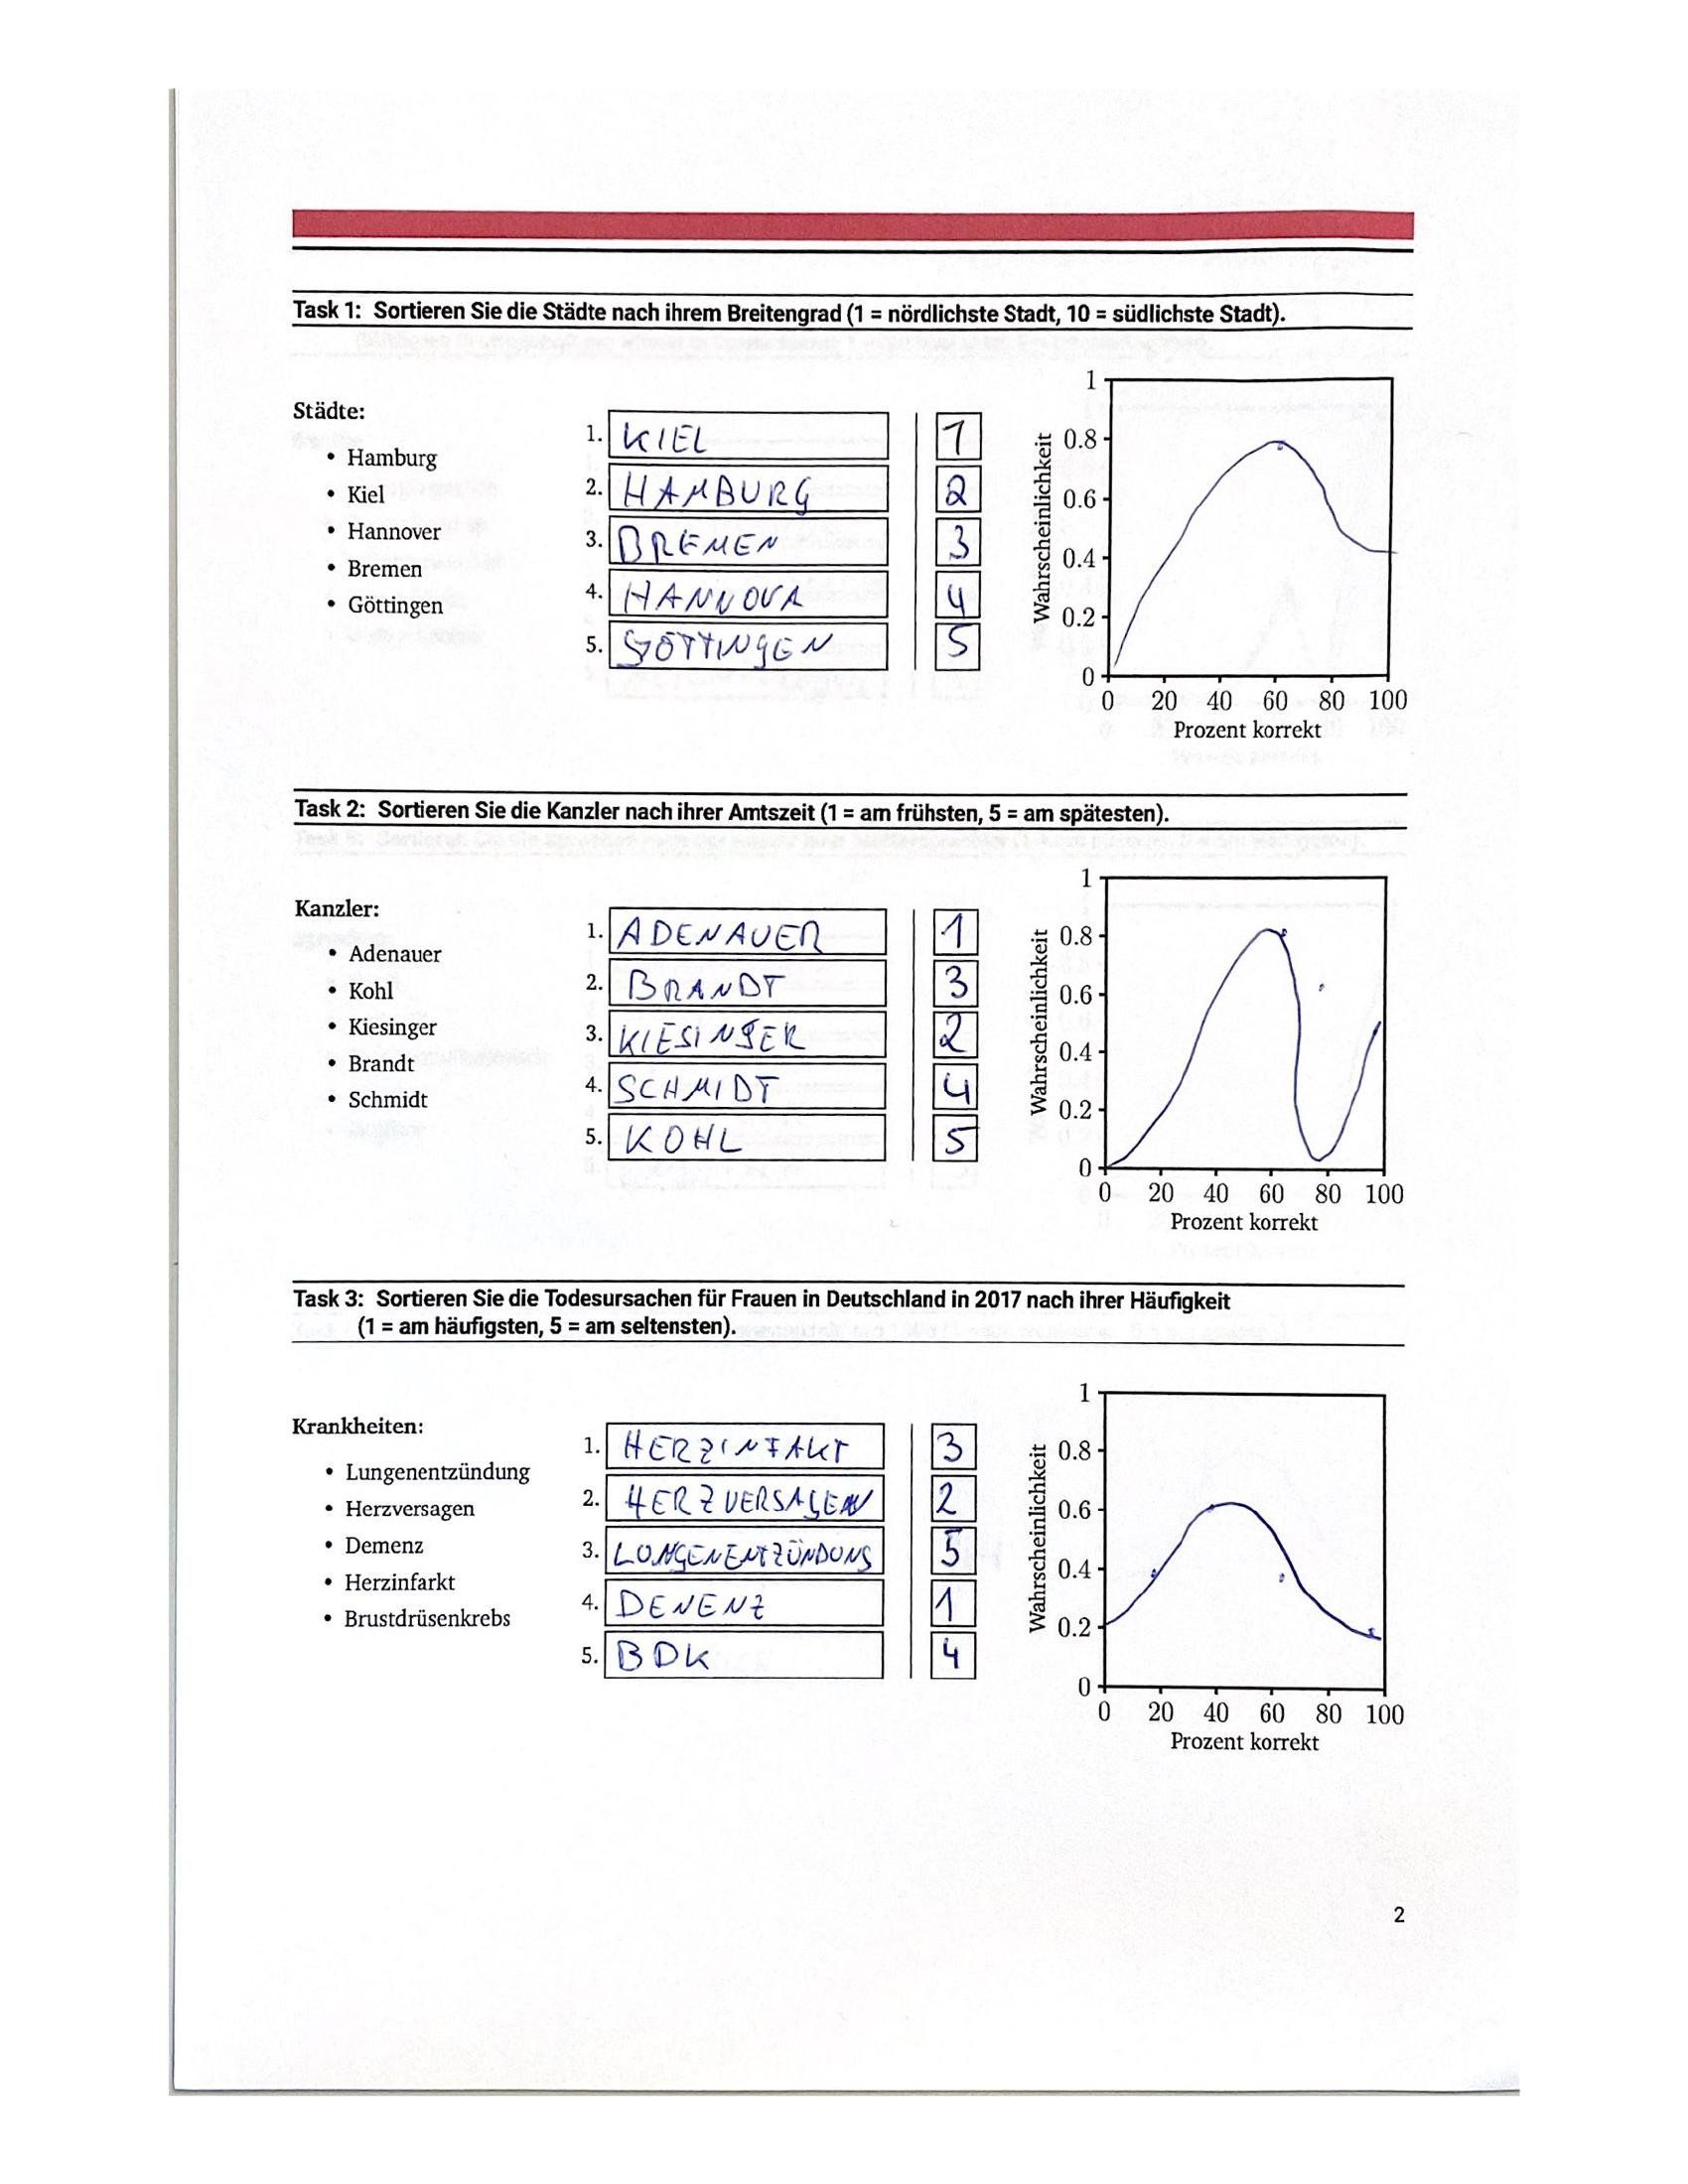 Task 1: Sortieren Sie die Städte nach ihrem Breitengrad (1 = nördlichste Stadt, 10 = südlichste Stadt).
Städte:
• Hamburg
• Kiel
• Hannover
• Bremen
• Göttingen
1. KIEL 1
2. HAMBURG 2
3. BREMEN 3
4. HANNOVA 4
5. GÖTTINGEN 5
Wahrscheinlichkeit
1
0.8
0.6
0.4
0.2
0
0 20 40 60 80 100
Prozent korrekt
Task 2: Sortieren Sie die Kanzler nach ihrer Amtszeit (1 = am frühsten, 5 = am spätesten).
Kanzler:
• Adenauer
• Kohl
• Kiesinger
• Brandt
• Schmidt
1. ADENAUER 1
2. BRANDT 3
3. KIESINGER 2
4. SCHMIDT 4
5. KOHL 5
Wahrscheinlichkeit
1
0.8
0.6
0.4
0.2
0
0 20 40 60 80 100
Prozent korrekt
Task 3: Sortieren Sie die Todesursachen für Frauen in Deutschland in 2017 nach ihrer Häufigkeit
(1 = am häufigsten, 5 = am seltensten).
Krankheiten:
• Lungenentzündung
• Herzversagen
• Demenz
• Herzinfarkt
• Brustdrüsenkrebs
1. HERZINFAKT 3
2. HERZVERSAGEN 2
3. LUNGENENTZÜNDUNG 5
4. DEMENZ 1
5. BDK 4
Wahrscheinlichkeit
1
0.8
0.6
0.4
0.2
0
0 20 40 60 80 100
Prozent korrekt
2